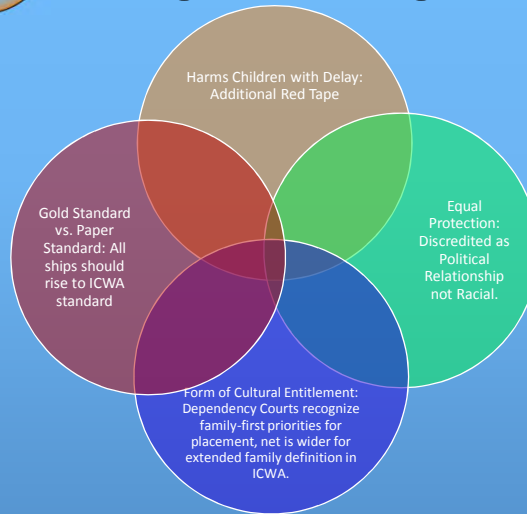 Harms Children with Delay:
Additional Red Tape
Gold Standard
vs. Paper
Standard: All
ships should
rise to ICWA
standard
Equal
Protection:
Discredited as
Political
Relationship
not Racial.
Form of Cultural Entitlement:
Dependency Courts recognize
family-first priorities for
placement, net is wider for
extended family definition in
ICWA.